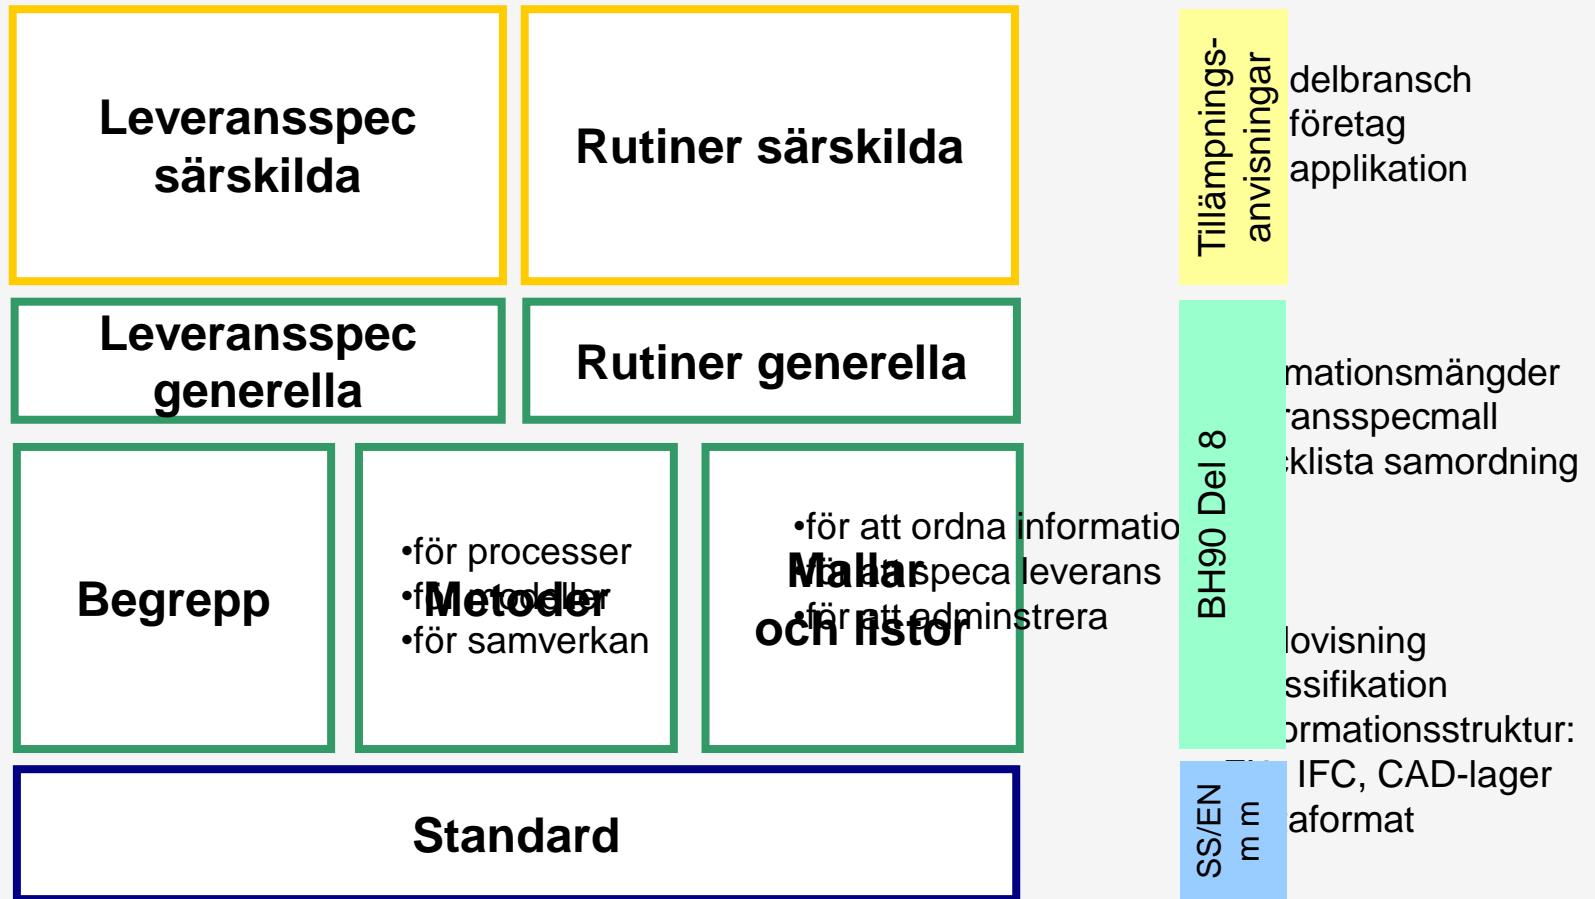 Leveransspec
särskilda
Rutiner särskilda
Tillämpnings-
anvisningar
delbransch
företag
applikation
Leveransspec
generella
Rutiner generella
BH90 Del 8
mationsmängder
ansspecmall
klista samordning
Begrepp
•för processer
•för modeller
•för samverkan
Metoder
•för att ordna informatio
•för att speca leverans
•för att adminstrera
Mallar
och listor
lovisning
ssifikation
ormationsstruktur:
IFC, CAD-lager
aformat
Standard
SS/EN
m m